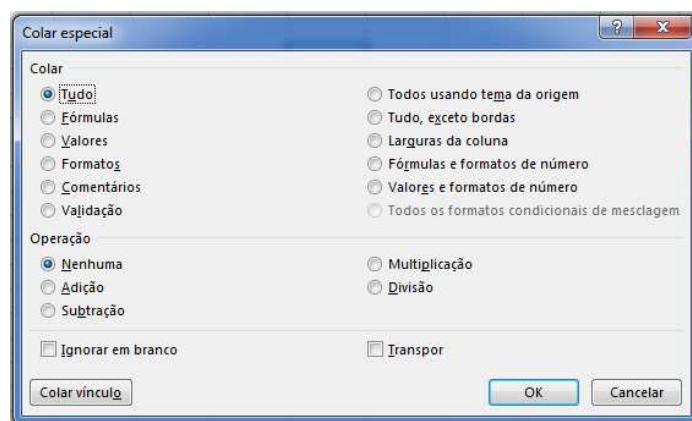 Colar especial
Colar
Tudo
Todos usando tema da origem
Fórmulas
Tudo, exceto bordas
Valores
Larguras da coluna
Formatos
Fórmulas e formatos de número
Comentários
Valores e formatos de número
Validação
Todos os formatos condicionais de mesclagem
Operação
Nenhuma
Multiplicação
Adição
Divisão
Subtração
Ignorar em branco
Transpor
Colar vínculo
OK
Cancelar